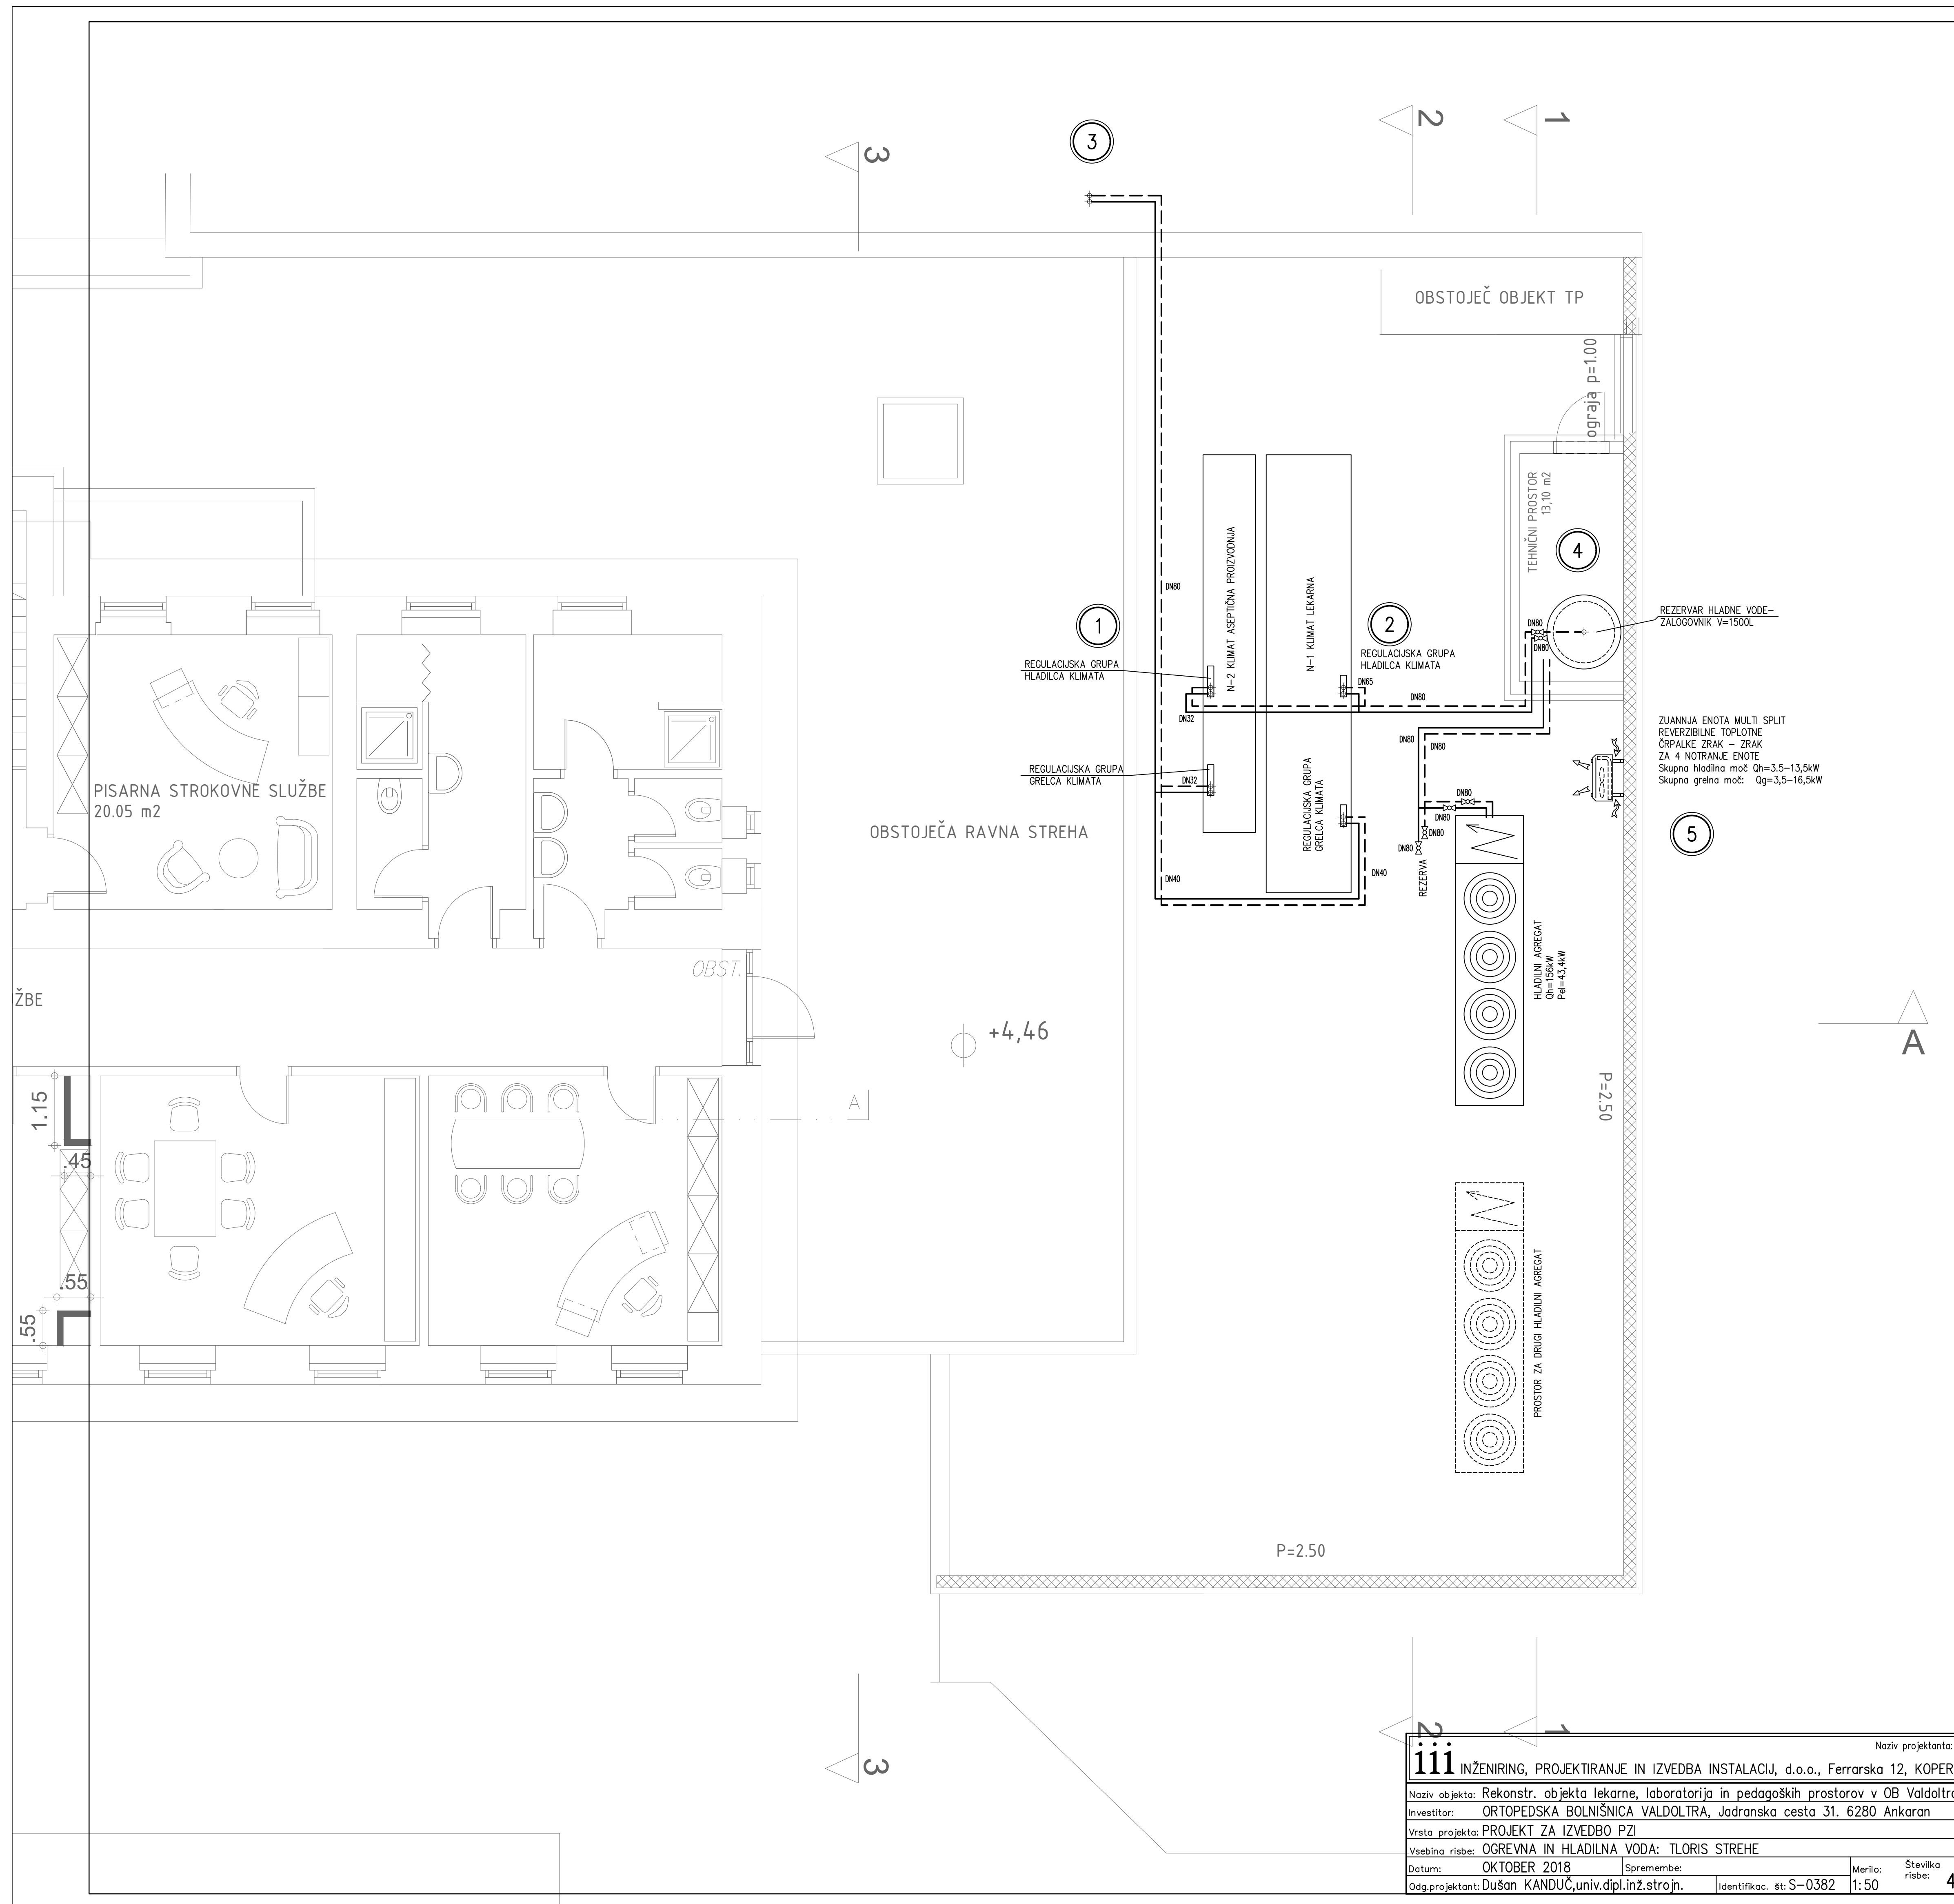 3
2
1
3
OBSTOJEČ OBJEKT TP
ograja p=1.00
TEHNIČNI PROSTOR
13,10 m2
4
N-2 KLIMAT ASEPTIČNA PROIZVODNJA
N-1 KLIMAT LEKARNA
DN80
1
2
REGULACIJSKA GRUPA
HLADILCA KLIMATA
REGULACIJSKA GRUPA
HLADILCA KLIMATA
DN80
DN80
REZERVAR HLADNE VODE-
ZALOGOVNIK V=1500L
DN65
DN80
DN32
DN80
DN80
ZUANNJA ENOTA MULTI SPLIT
REVERZIBILNE TOPLOTNE
ČRPALKE ZRAK - ZRAK
ZA 4 NOTRANJE ENOTE
Skupna hladilna moč Qh=3.5-13,5kW
Skupna grelna moč: Qg=3,5-16,5kW
5
REGULACIJSKA GRUPA
GRELCA KLIMATA
DN32
REGULACIJSKA GRUPA
GRELCA KLIMATA
DN80
DN80
DN80
DN80
REZERVA
DN40
DN40
PISARNA STROKOVNE SLUŽBE
20.05 m2
OBSTOJEČA RAVNA STREHA
OBST.
ŽBE
+4,46
HLADILNI AGREGAT
Qh=156kW
Pel=43,4kW
A
P=2.50
A
1.15
.45
.55
.55
PROSTOR ZA DRUGI HLADILNI AGREGAT
P=2.50
3
2
1
Naziv projektanta:
iii INŽENIRING, PROJEKTIRANJE IN IZVEDBA INSTALACIJ, d.o.o., Ferrarska 12, KOPER
Naziv objekta: Rekonstr. objekta lekarne, laboratorija in pedagoških prostorov v OB Valdoltra
Investitor: ORTOPEDSKA BOLNIŠNICA VALDOLTRA, Jadranska cesta 31. 6280 Ankaran
Vrsta projekta: PROJEKT ZA IZVEDBO PZI
Vsebina risbe: OGREVNA IN HLADILNA VODA: TLORIS STREHE
Datum: OKTOBER 2018 Spremembe: Merilo: Številka risbe: 4
Odg.projektant: Dušan KANDUČ,univ.dipl.inž.strojn. Identifikac. št: S-0382 1:50